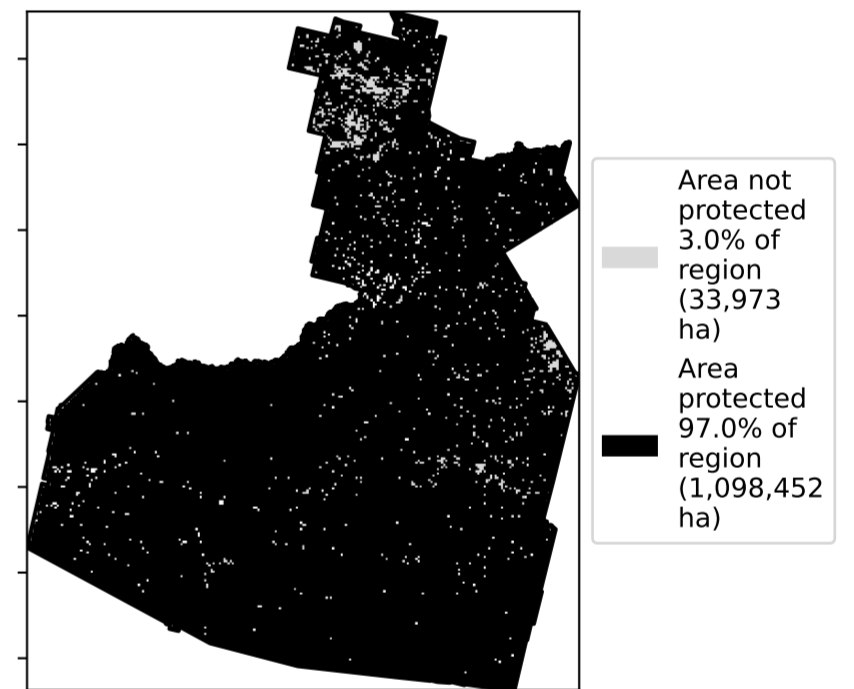 Area not
protected
3.0% of
region
(33,973
ha)
Area
protected
97.0% of
region
(1,098,452
ha)